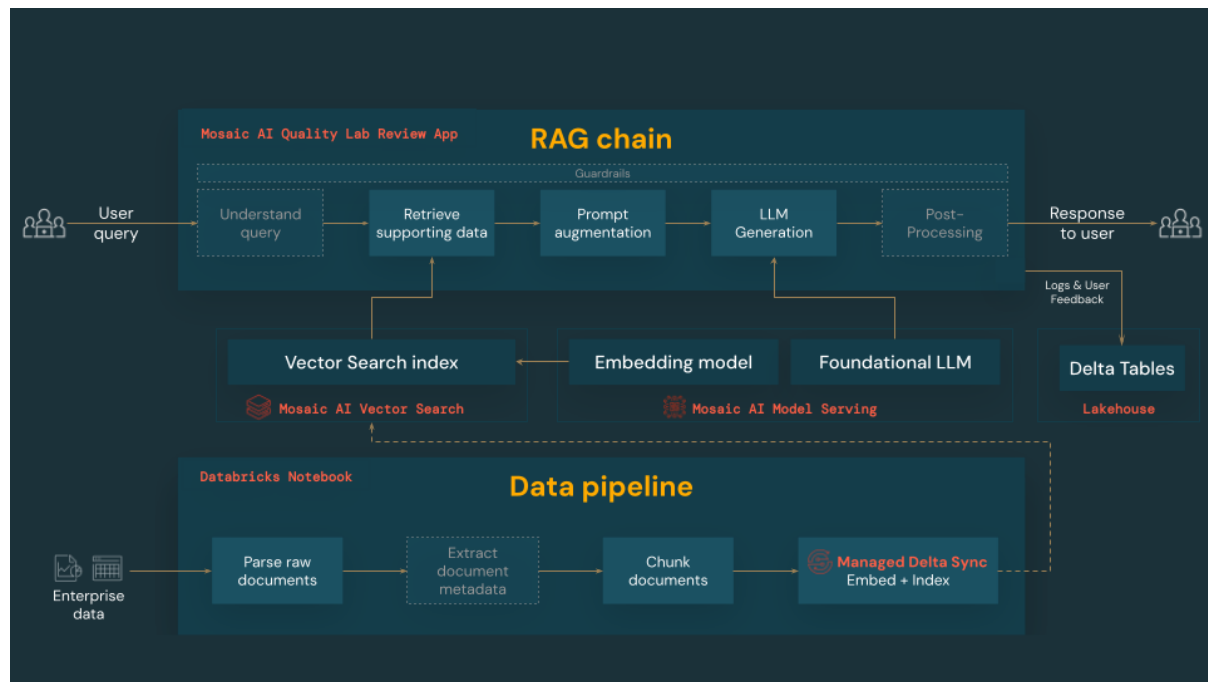 Mosaic AI Quality Lab Review App
RAG chain
Guardrails
User
query
Understand
query
Retrieve
supporting data
Prompt
augmentation
LLM
Generation
Post-
Processing
Response
to user
Logs & User
Feedback
Vector Search index
Embedding model
Foundational LLM
Delta Tables
Mosaic AI Vector Search
Mosaic AI Model Serving
Lakehouse
Databricks Notebook
Data pipeline
Enterprise
data
Parse raw
documents
Extract
document
metadata
Chunk
documents
Managed Delta Sync
Embed + Index